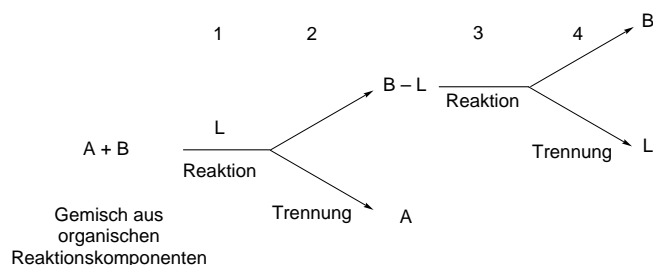 1 2 3 4
B
B – L
Reaktion
L
A + B
Reaktion
Trennung
L
Trennung
A
Gemisch aus
organischen
Reaktionskomponenten